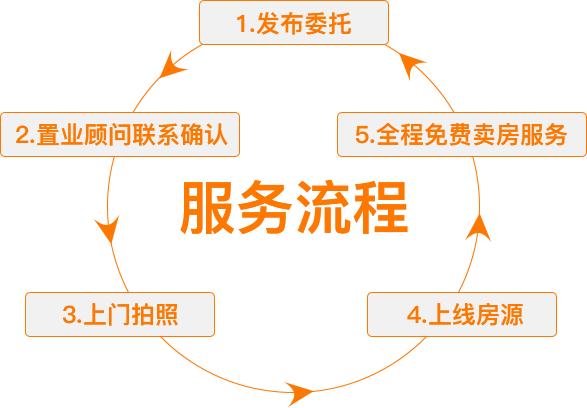 1.发布委托
2.置业顾问联系确认
5.全程免费卖房服务
服务流程
3.上门拍照
4.上线房源